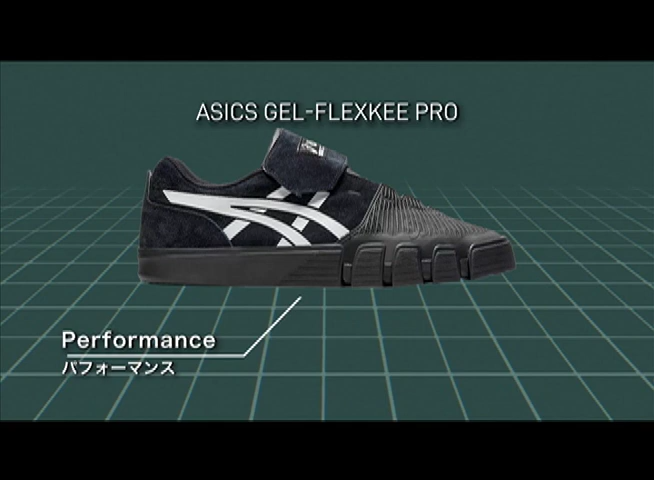 ASICS GEL-FLEXKEE PRO
Performance
パフォーマンス